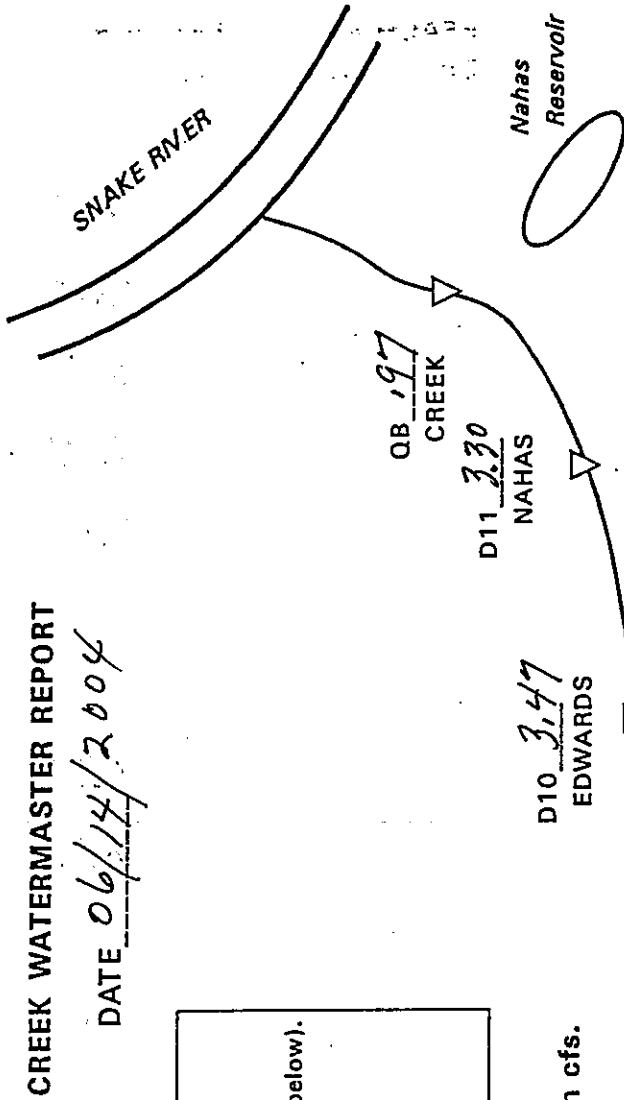 CREEK WATERMASTER REPORT
DATE 06/14/2004
SNAKE RIVER
Nahas
Reservoir
QB .97
CREEK
D11 3.30
NAHAS
D10 3.47
EDWARDS
below).
n cfs.